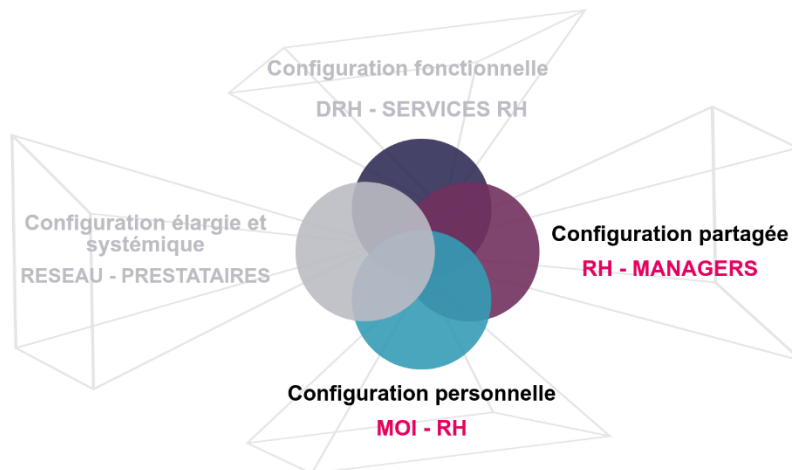 Configuration fonctionnelle
DRH - SERVICES RH
Configuration élargie et
systémique
RESEAU - PRESTATAIRES
Configuration partagée
RH - MANAGERS
Configuration personnelle
MOI - RH